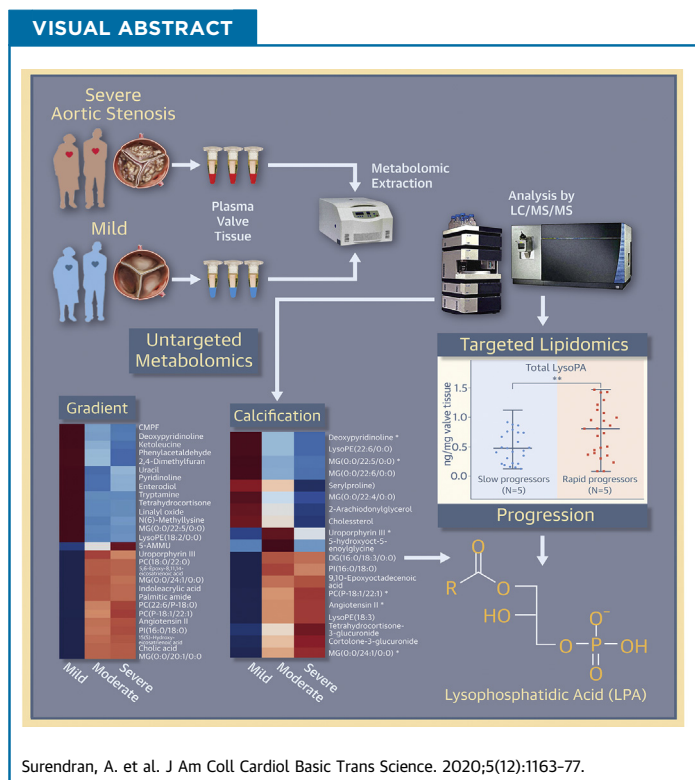 VISUAL ABSTRACT
Severe
Aortic Stenosis
Mild
Plasma
Valve
Tissue
Metabolomic
Extraction
Analysis by
LC/MS/MS
Untargeted
Metabolomics
Targeted Lipidomics
Total LysoPA
**
ng/mg valve tissue
1.5
1.0
0.5
0.0
Slow progressors
(N=5)
Rapid progressors
(N=5)
Progression
Gradient
CMPF
Deoxypyridinoline
Ketoleucine
Phenylacetaldehyde
2,4-Dimethylfuran
Uracil
Pyridinoline
Enterodiol
Tryptamine
Tetrahydrocortisone
Linalyl oxide
N(6)-Methyllysine
MG(0:0/22:5/0:0)
LysoPE(18:2/0:0)
5-AMMU
Uroporphyrin III
PC(18:0/22:0)
MG(0:0/24:1/0:0)
Indoleacrylic acid
Palmitic amide
PC(22:6/P-18:0)
PC(P-18:1/22:1)
Angiotensin II
PI(16:0/18:0)
Cholic acid
MG(0:0/20:1/0:0)
Mild
Moderate
Severe
Calcification
Deoxypyridinoline *
LysoPE(22:6/0:0)
MG(0:0/22:5/0:0) *
MG(0:0/22:6/0:0)
Serylproline)
MG(0:0/22:4/0:0)
2-Arachidonylglycerol
Cholessterol
Uroporphyrin III *
5-hydroxyoct-5-
enoylglycine
DG(16:0/18:3/0:0)
PI(16:0/18:0)
9,10-Epoxyoctadecenoic
acid
PC(P-18:1/22:1) *
Angiotensin II *
LysoPE(18:3)
Tetrahydrocortisone-
3-glucuronide
Cortolone-3-glucuronide
MG(0:0/24:1/0:0) *
Mild
Moderate
Severe
O
R
O
HO
O
O⁻
P
OH
O
Lysophosphatidic Acid (LPA)
Surendran, A. et al. J Am Coll Cardiol Basic Trans Science. 2020;5(12):1163-77.